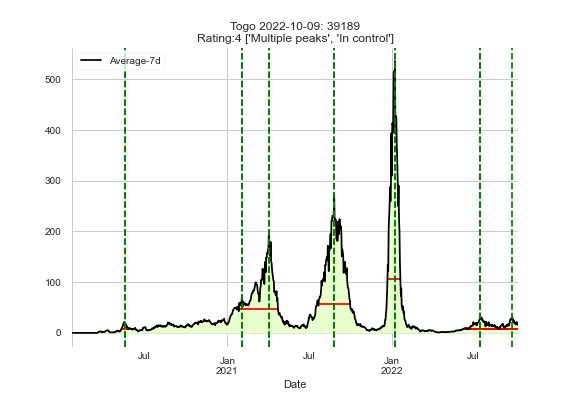 Togo 2022-10-09: 39189
Rating:4 ['Multiple peaks', 'In control']
Average-7d
500
400
300
200
100
0
Jul
Jan
2021
Jul
Jan
2022
Jul
Date